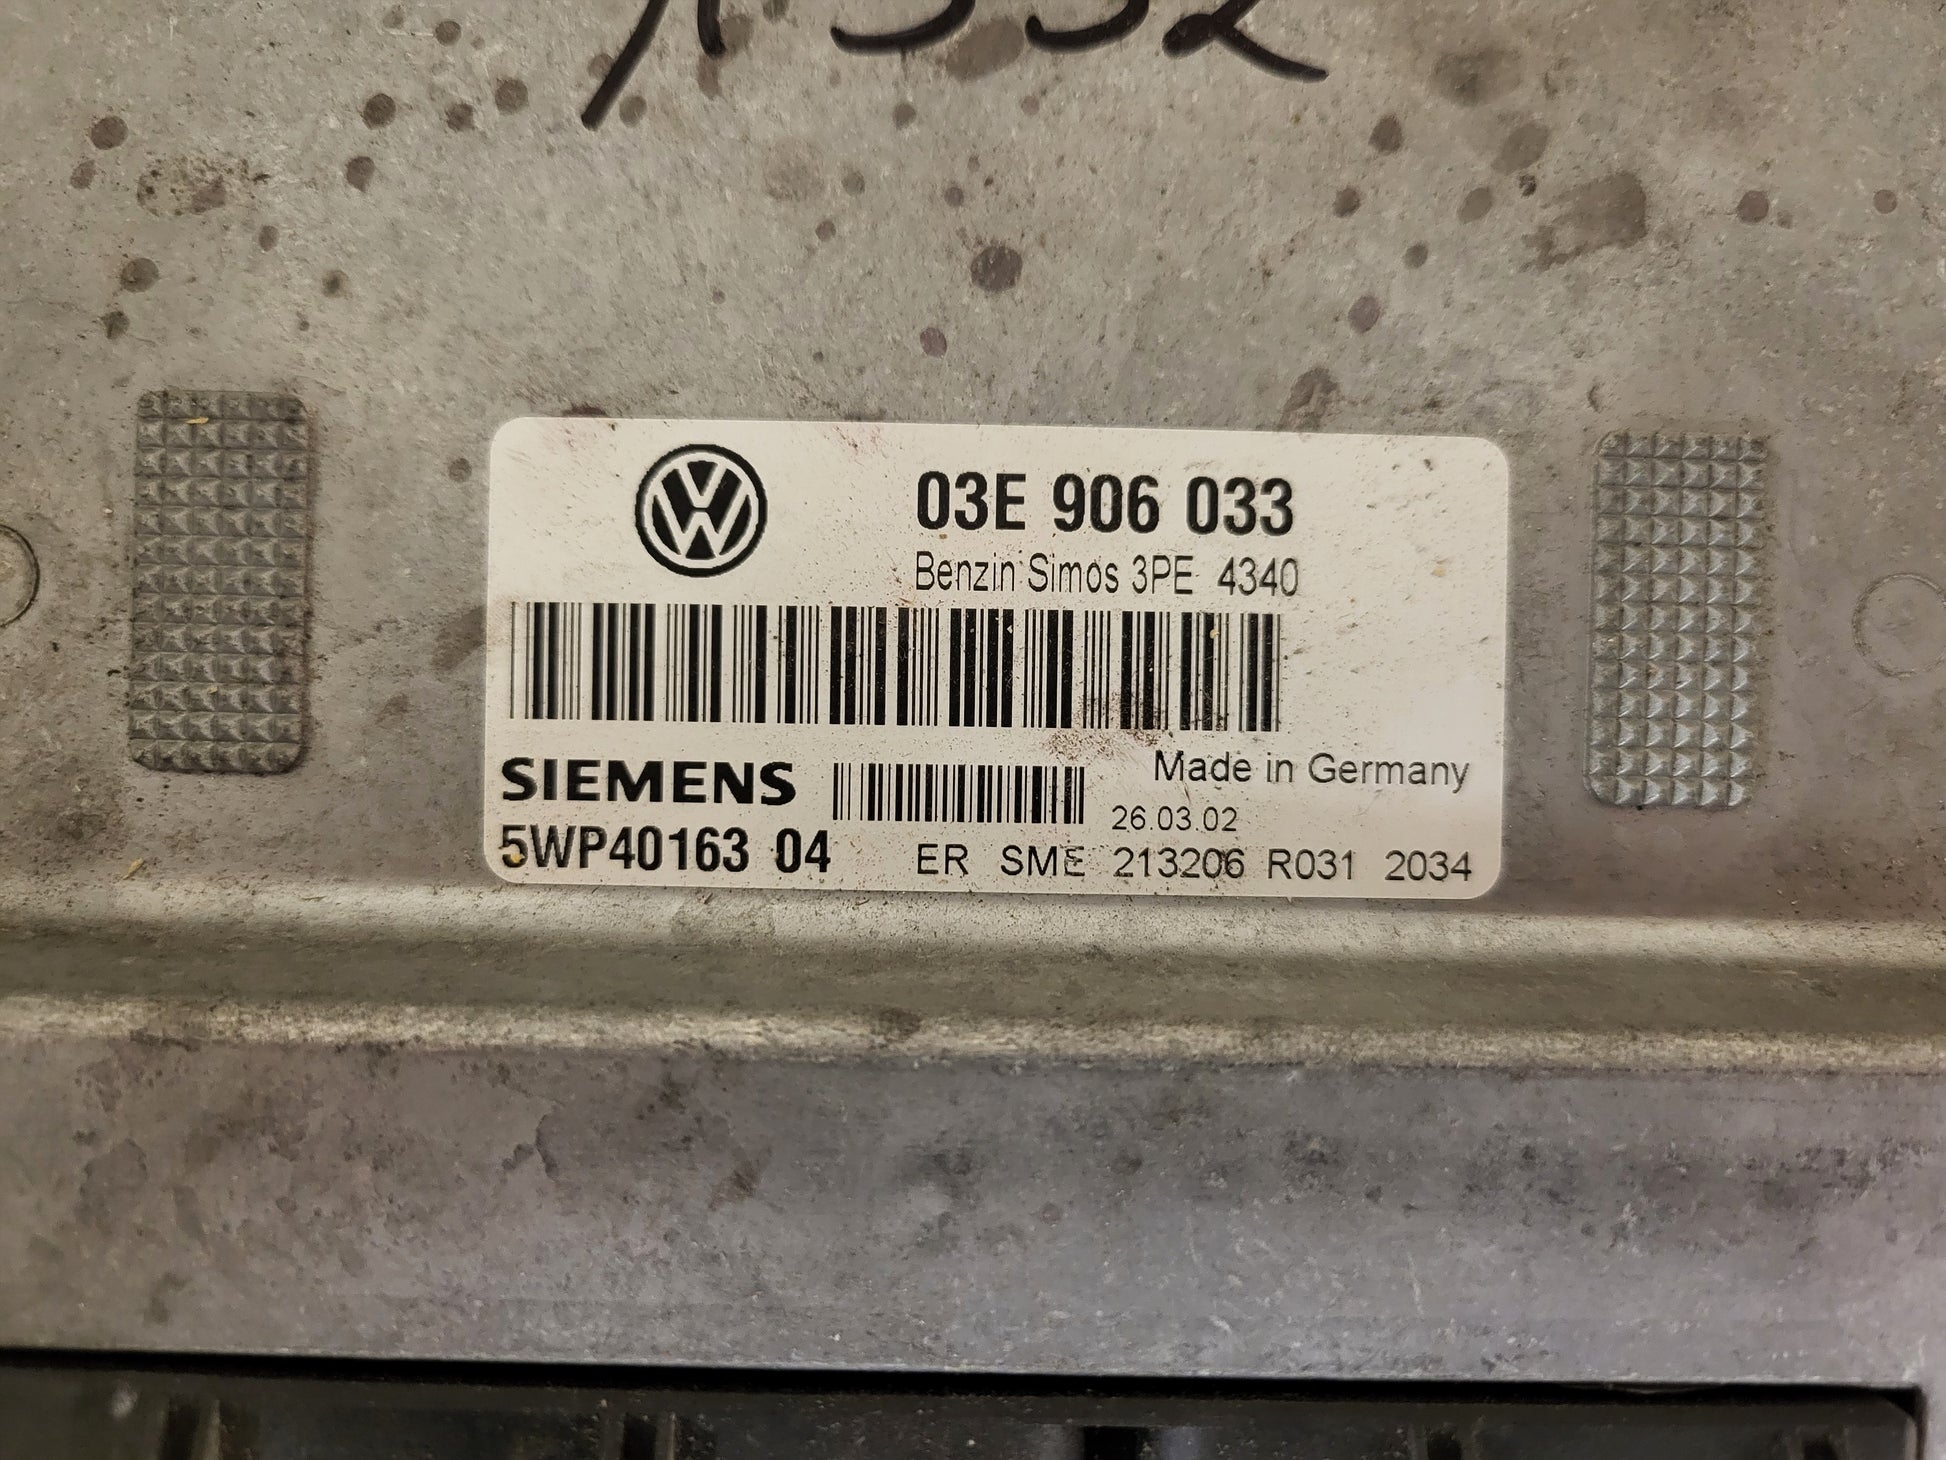 03E 906 033
Benzin Simos 3PE 4340
Made in Germany
SIEMENS
26.03.02
5WP40163 04 ER SME 213206 R031 2034